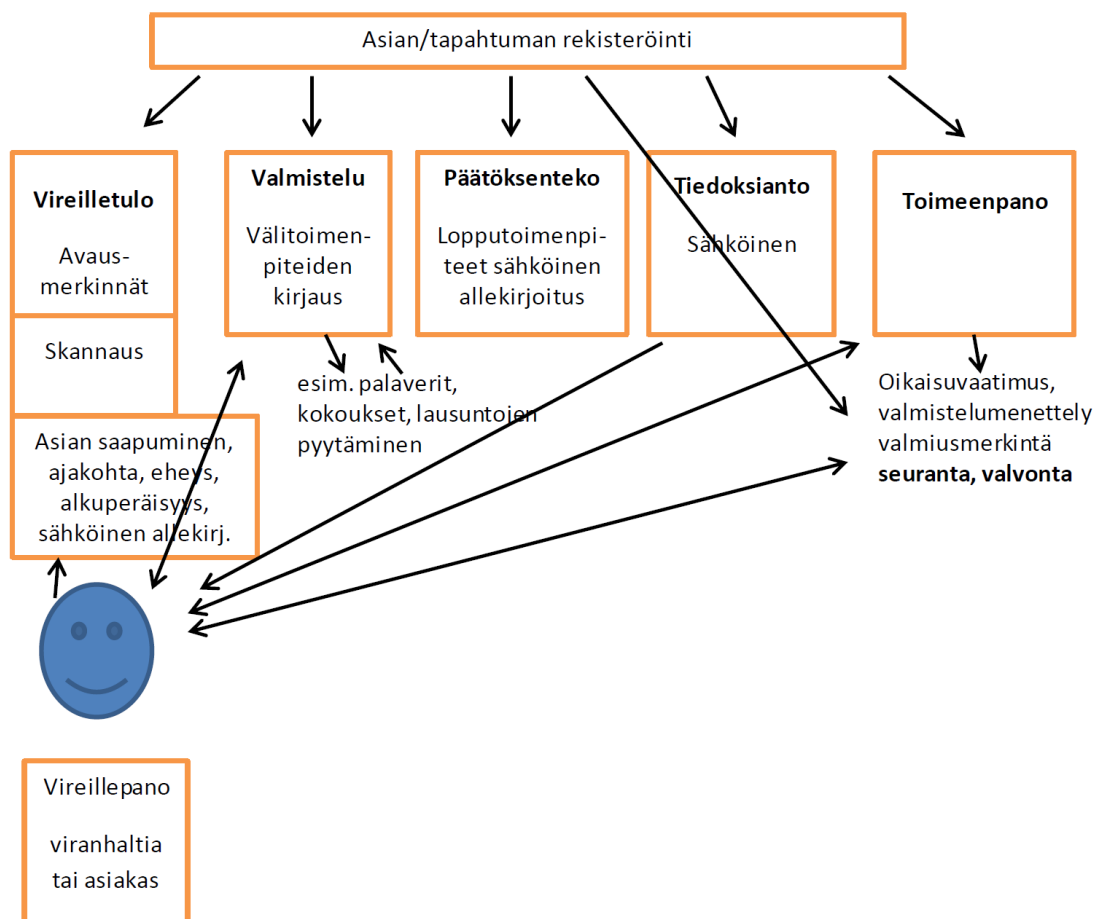 Asian/tapahtuman rekisteröinti
Vireilletulo
Avaus-
merkinnät
Skannaus
Asian saapuminen,
ajakohta, eheys,
alkuperäisyys,
sähköinen allekirj.
Valmistelu
Välitoimen-
piteiden
kirjaus
esim. palaverit,
kokoukset, lausuntojen
pyytäminen
Päätöksenteko
Lopputoimenpi-
teet sähköinen
allekirjoitus
Tiedoksianto
Sähköinen
Toimeenpano
Oikaisuvaatimus,
valmistelumenettely
valmiusmerkintä
seuranta, valvonta
Vireillepano
viranhaltia
tai asiakas